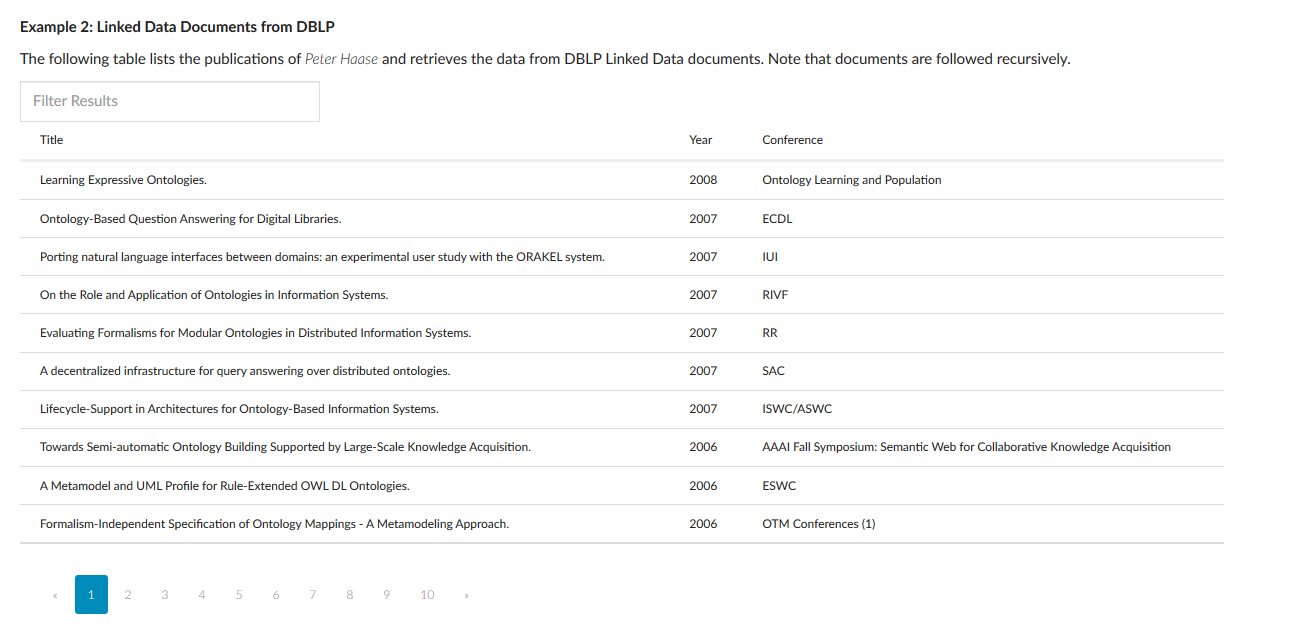 Example 2: Linked Data Documents from DBLP
The following table lists the publications of Peter Haase and retrieves the data from DBLP Linked Data documents. Note that documents are followed recursively.
Filter Results
Title Year Conference
Learning Expressive Ontologies. 2008 Ontology Learning and Population
Ontology-Based Question Answering for Digital Libraries. 2007 ECDL
Porting natural language interfaces between domains: an experimental user study with the ORAKEL system. 2007 IUI
On the Role and Application of Ontologies in Information Systems. 2007 RIVF
Evaluating Formalisms for Modular Ontologies in Distributed Information Systems. 2007 RR
A decentralized infrastructure for query answering over distributed ontologies. 2007 SAC
Lifecycle-Support in Architectures for Ontology-Based Information Systems. 2007 ISWC/ASWC
Towards Semi-automatic Ontology Building Supported by Large-Scale Knowledge Acquisition. 2006 AAAI Fall Symposium: Semantic Web for Collaborative Knowledge Acquisition
A Metamodel and UML Profile for Rule-Extended OWL DL Ontologies. 2006 ESWC
Formalism-Independent Specification of Ontology Mappings - A Metamodeling Approach. 2006 OTM Conferences (1)
« 1 2 3 4 5 6 7 8 9 10 »